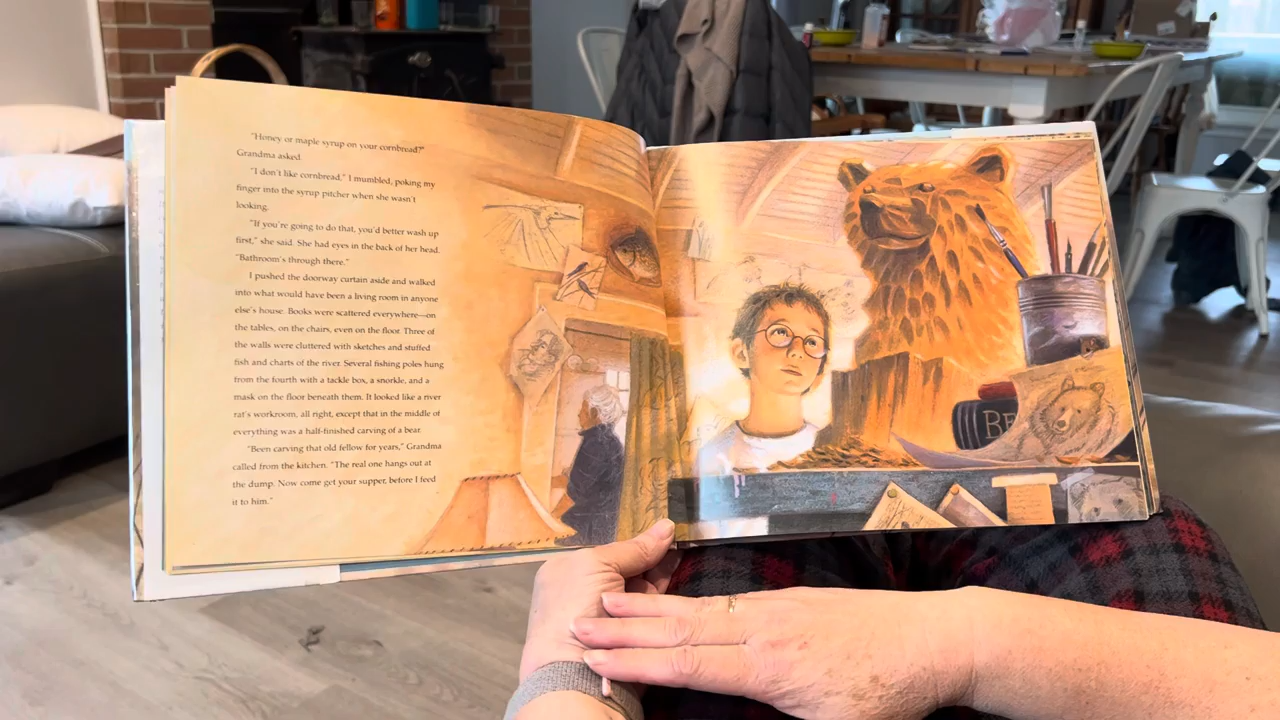 "Honey or maple syrup on your cornbread?"
Grandma asked.
"I don't like cornbread," I mumbled, poking my
finger into the syrup pitcher when she wasn't
looking.
"If you're going to do that, you'd better wash up
first," she said. She had eyes in the back of her head.
"Bathroom's through there."
I pushed the doorway curtain aside and walked
into what would have been a living room in anyone
else's house. Books were scattered everywhere—on
the tables, on the chairs, even on the floor. Three of
the walls were cluttered with sketches and stuffed
fish and charts of the river. Several fishing poles hung
from the fourth with a tackle box, a snorkle, and a
mask on the floor beneath them. It looked like a river
rat's workroom, all right, except that in the middle of
everything was a half-finished carving of a bear.
"Been carving that old fellow for years," Grandma
called from the kitchen. "The real one hangs out at
the dump. Now come get your supper, before I feed
it to him."
BE